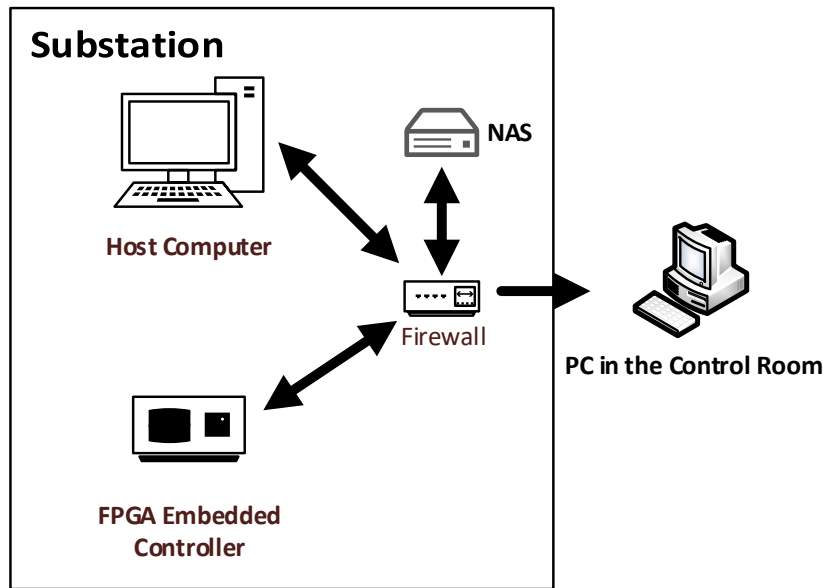 Substation
NAS
Host Computer
Firewall
PC in the Control Room
FPGA Embedded
Controller